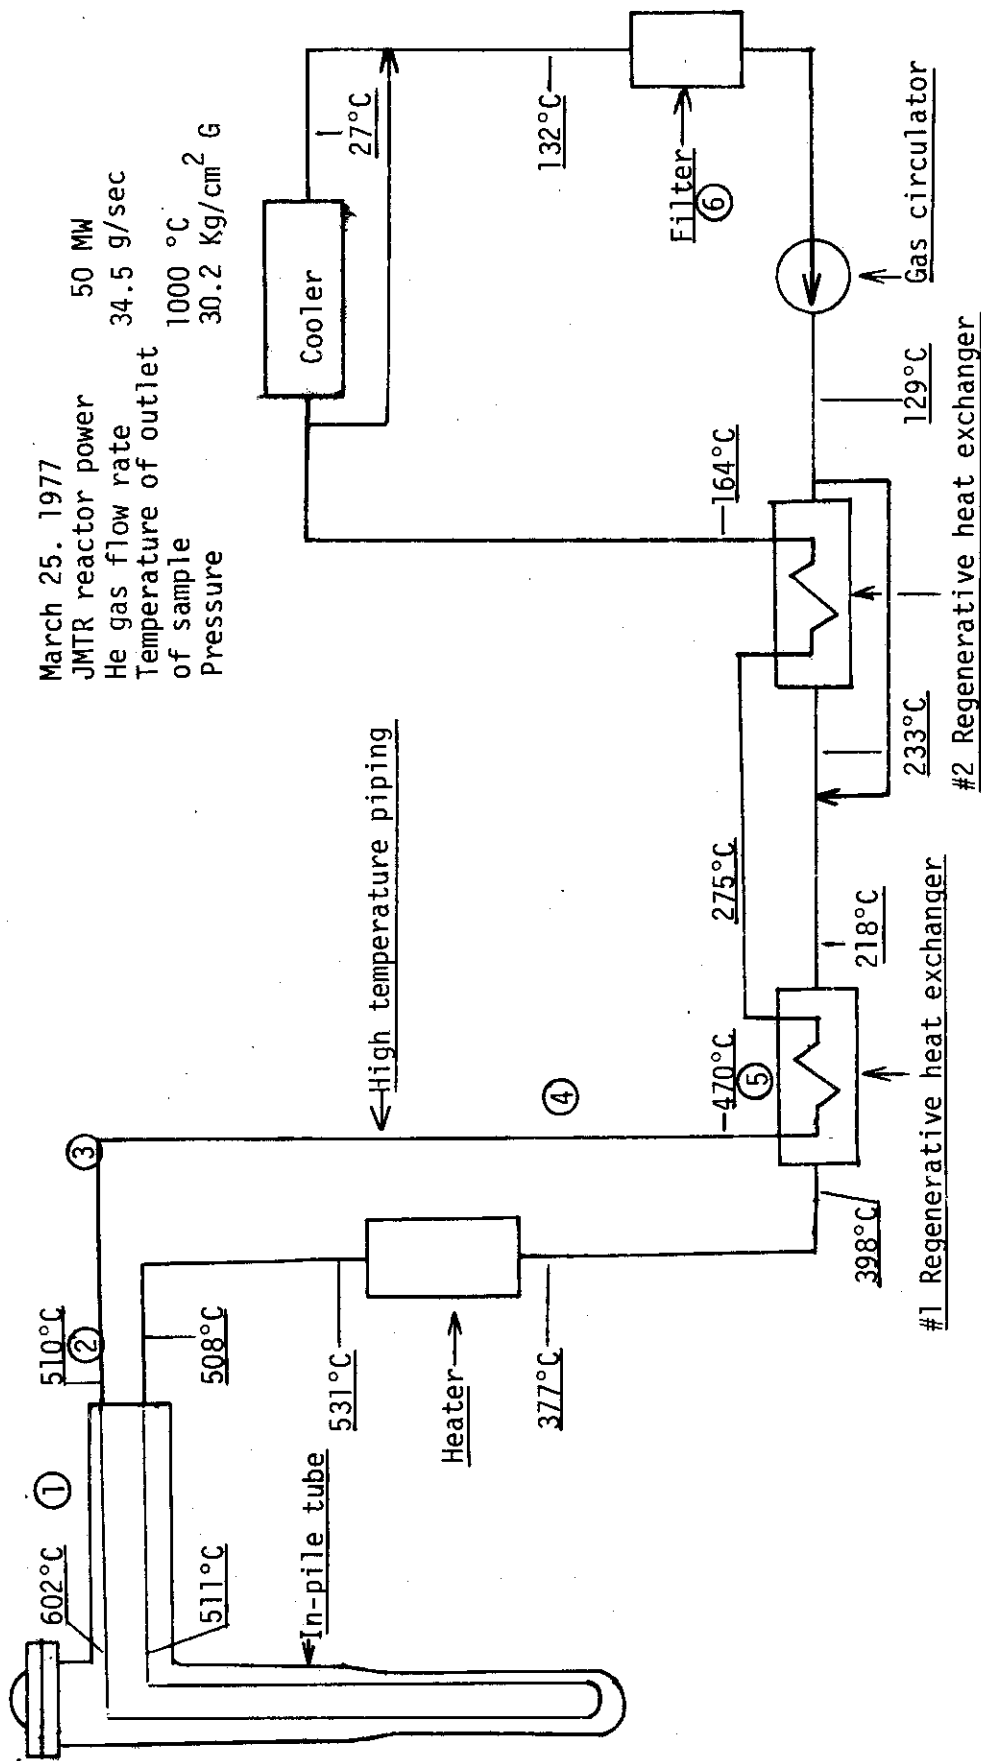 March 25. 1977
JMTR reactor power 50 MW
He gas flow rate 34.5 g/sec
Temperature of outlet
of sample 1000 °C
Pressure 30.2 Kg/cm² G
602°C
①
510°C
②
③
511°C
508°C
In-pile tube
531°C
Heater
377°C
High temperature piping
④
470°C
⑤
398°C
#1 Regenerative heat exchanger
275°C
218°C
233°C
#2 Regenerative heat exchanger
164°C
129°C
Cooler
27°C
132°C
Filter
⑥
Gas circulator